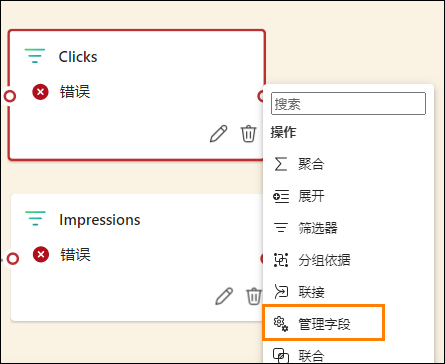 Clicks
错误
Impressions
错误
搜索
操作
聚合
展开
筛选器
分组依据
联接
管理字段
联合